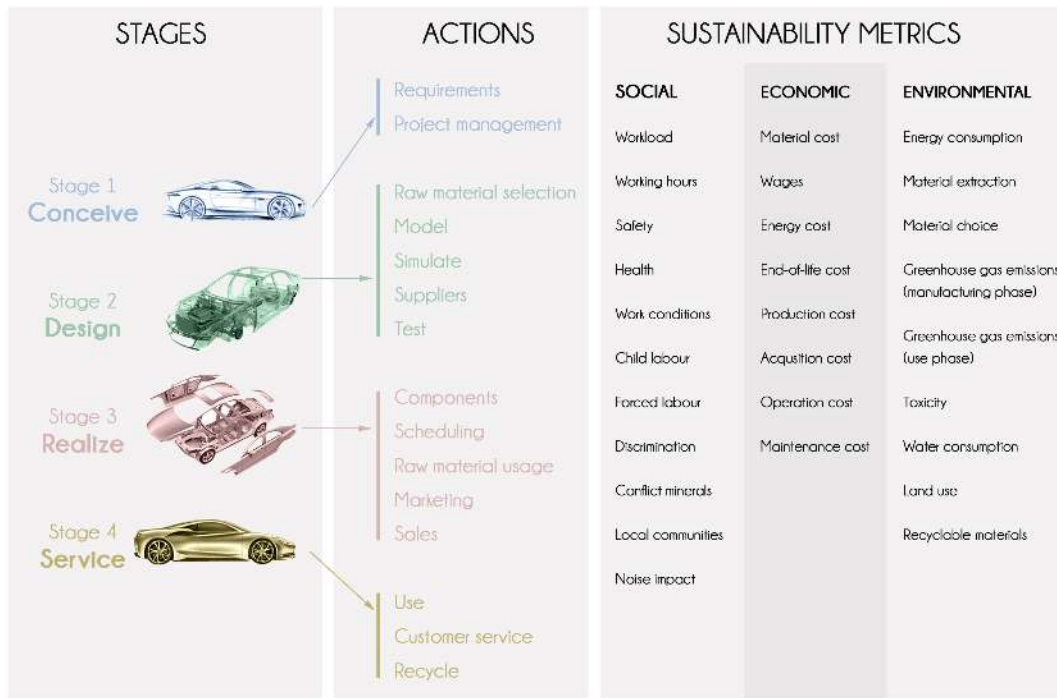 STAGES
Stage 1
Conceive
Stage 2
Design
Stage 3
Realize
Stage 4
Service
ACTIONS
Requirements
Project management
Raw material selection
Model
Simulate
Suppliers
Test
Components
Scheduling
Raw material usage
Marketing
Sales
Use
Customer service
Recycle
SUSTAINABILITY METRICS
SOCIAL
Workload
Working hours
Safety
Health
Work conditions
Child labour
Forced labour
Discrimination
Conflict minerals
Local communities
Noise impact
ECONOMIC
Material cost
Wages
Energy cost
End-of-life cost
Production cost
Acqusition cost
Operation cost
Maintenance cost
ENVIRONMENTAL
Energy consumption
Material extraction
Material choice
Greenhouse gas emissions
(manufacturing phase)
Greenhouse gas emissions
(use phase)
Toxicity
Water consumption
Land use
Recyclable materials